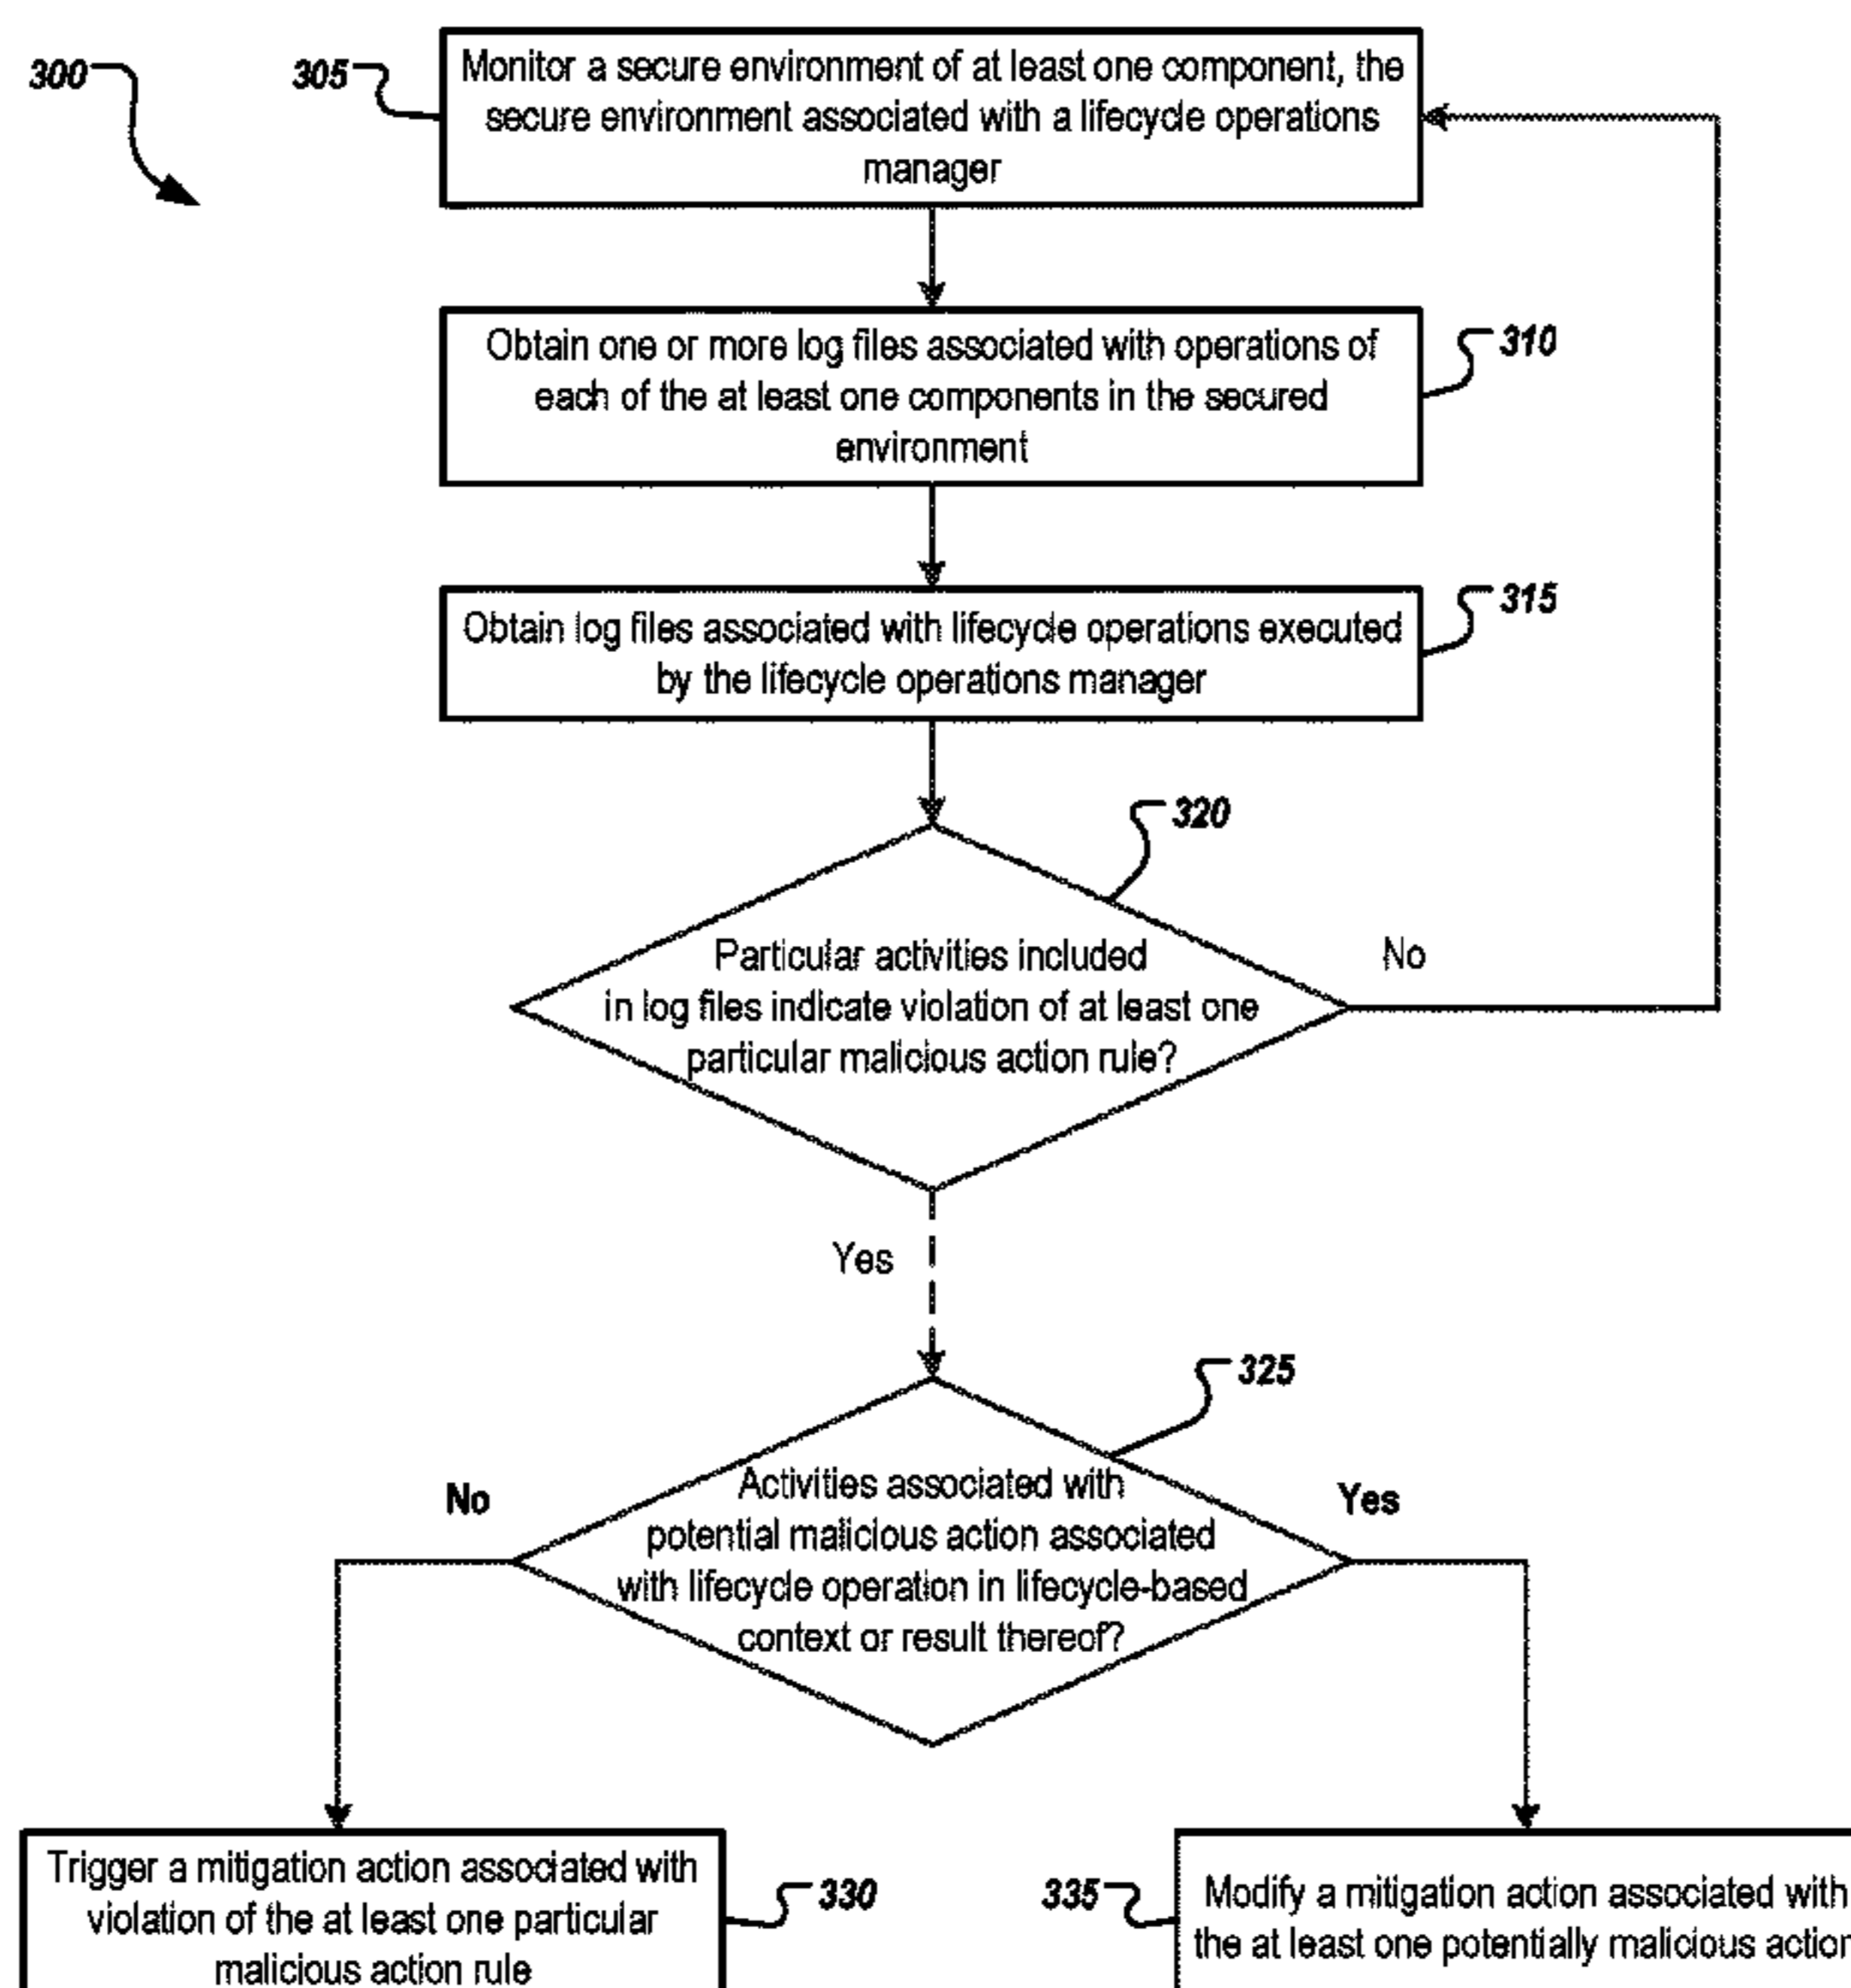 300
305
Monitor a secure environment of at least one component, the
secure environment associated with a lifecycle operations
manager
Obtain one or more log files associated with operations of
each of the at least one components in the secured
environment
310
Obtain log files associated with lifecycle operations executed
by the lifecycle operations manager
315
320
Particular activities included
in log files indicate violation of at least one
particular malicious action rule?
No
Yes
325
Activities associated with
potential malicious action associated
with lifecycle operation in lifecycle-based
context or result thereof?
No
Yes
Trigger a mitigation action associated with
violation of the at least one particular
malicious action rule
330
335
Modify a mitigation action associated with
the at least one potentially malicious action